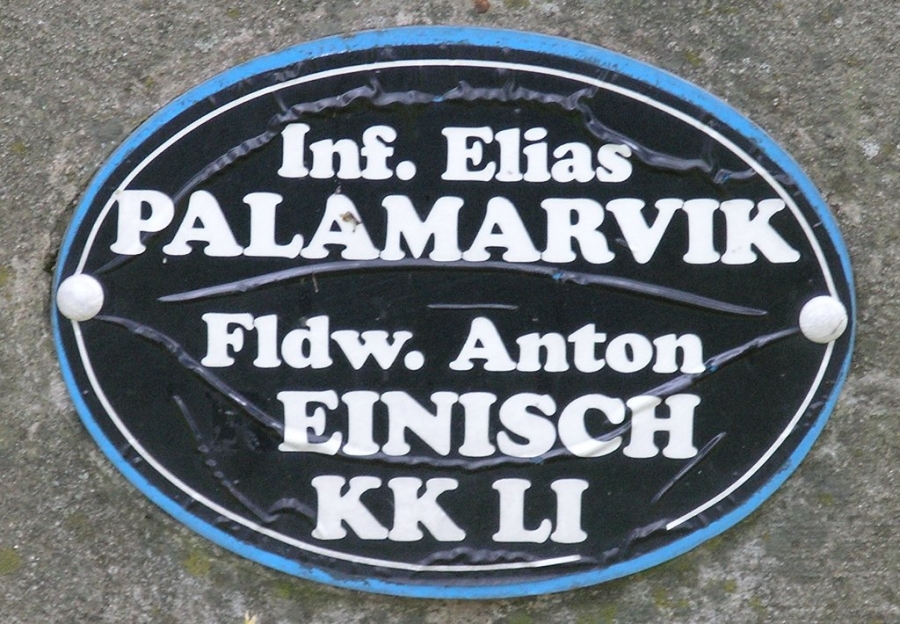 Inf. Elias
PALAMARVIK
Fldw. Anton
EINISCH
KK LI